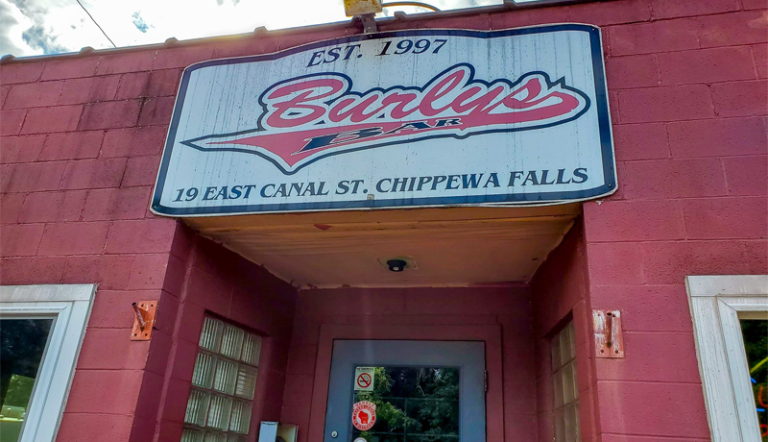 EST. 1997
Burlys
BAR
19 EAST CANAL ST. CHIPPEWA FALLS